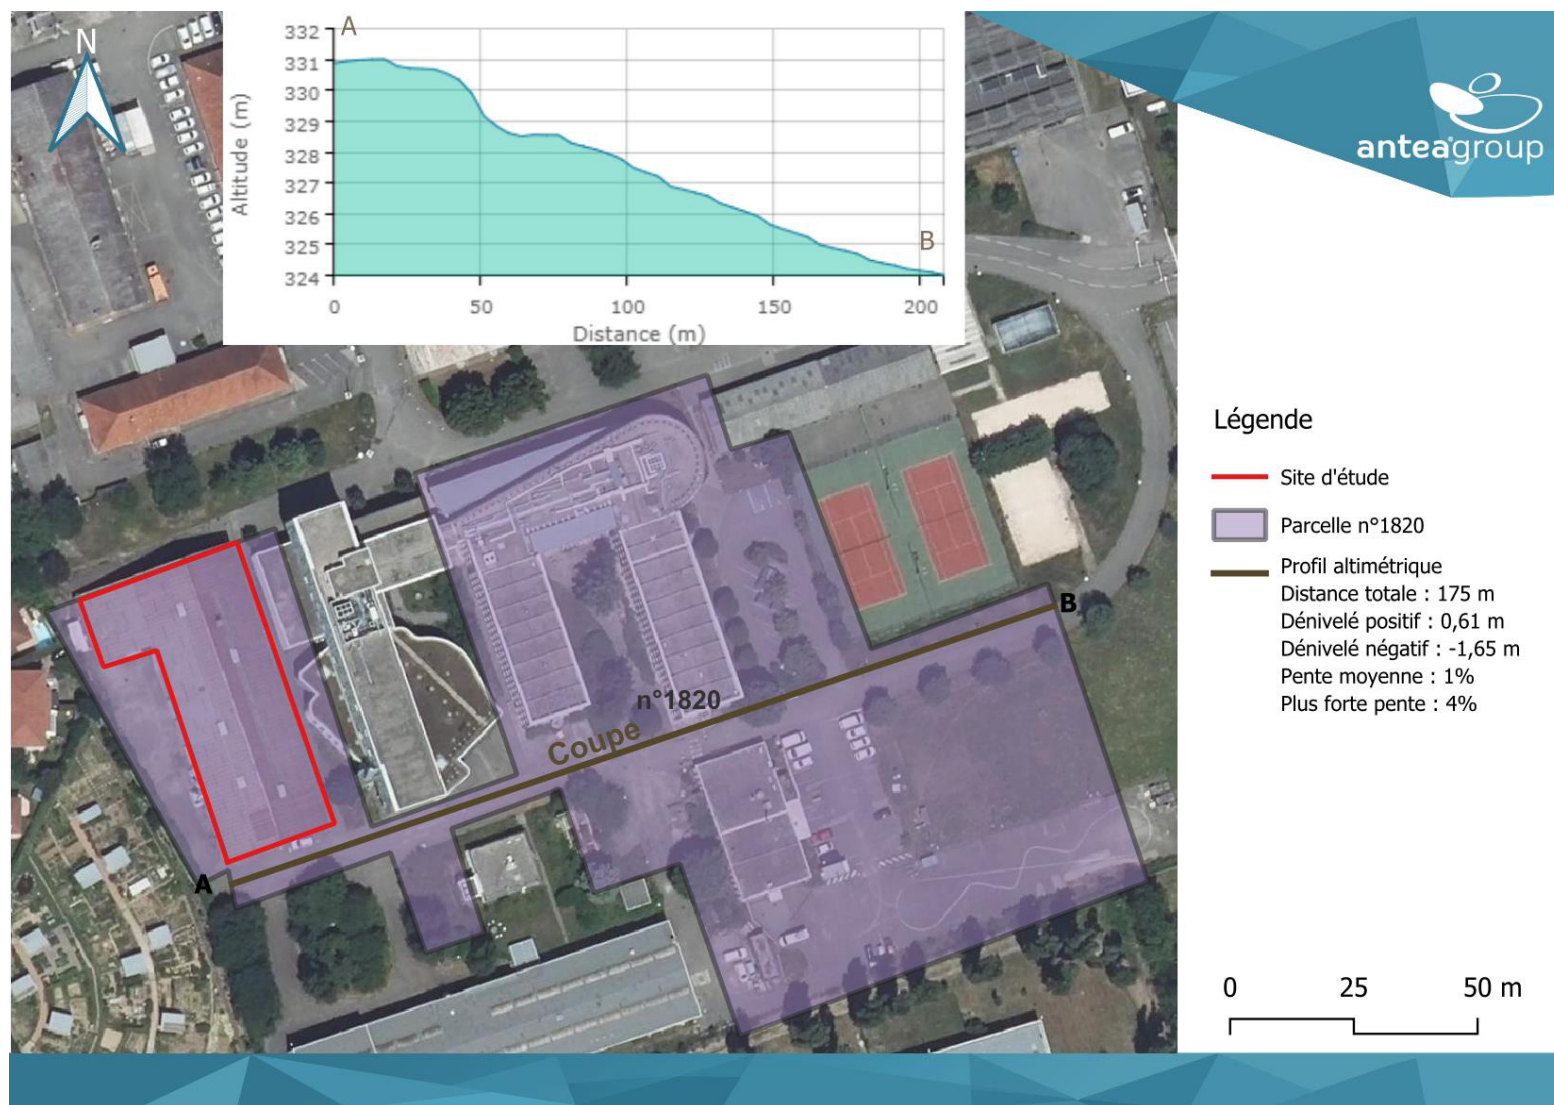 N
A
332
331
330
329
328
327
326
325
324
Altitude (m)
B
0
50
100
150
200
Distance (m)
anteagroup
Légende
Site d'étude
Parcelle n°1820
Profil altimétrique
Distance totale : 175 m
Dénivelé positif : 0,61 m
Dénivelé négatif : -1,65 m
Pente moyenne : 1%
Plus forte pente : 4%
B
n°1820
Coupe
A
0
25
50 m